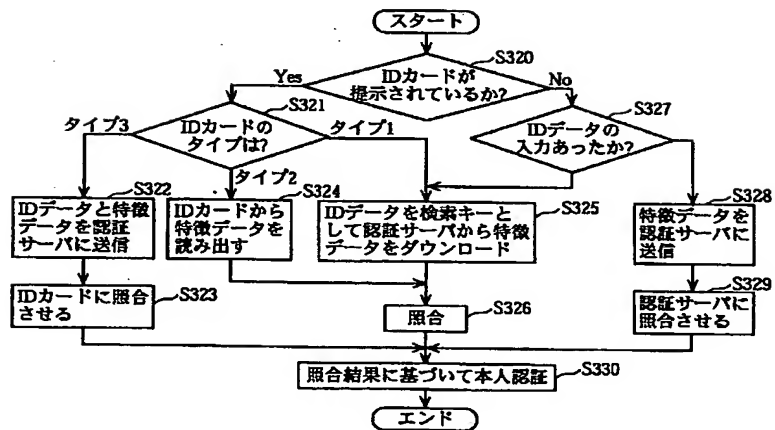 スタート
S320
Yes
IDカードが
提示されているか?
No
S321
S327
タイプ3
IDカードの
タイプは?
タイプ1
IDデータの
入力あったか?
タイプ2
S322
IDデータと特徴
データを認証
サーバに送信
S324
IDカードから
特徴データを
読み出す
S325
IDデータを検索キーと
して認証サーバから特徴
データをダウンロード
S328
特徴データを
認証サーバに
送信
S323
IDカードに照合
させる
S326
照合
S329
認証サーバに
照合させる
S330
照合結果に基づいて本人認証
エンド